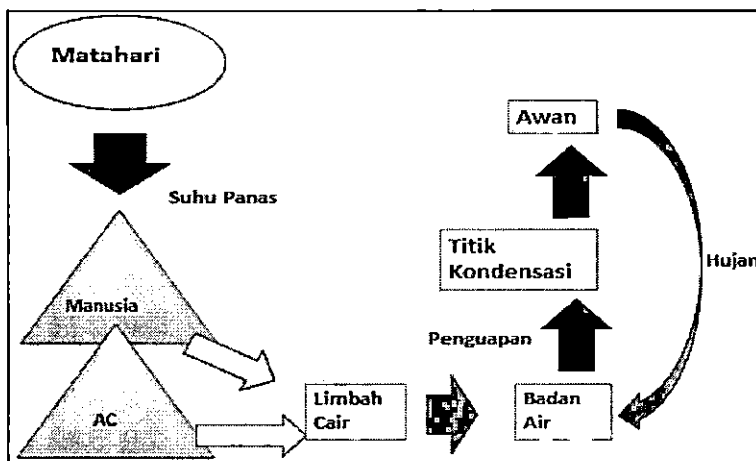 Matahari
Suhu Panas
Manusia
AC
Limbah
Cair
Badan
Air
Penguapan
Titik
Kondensasi
Awan
Hujan